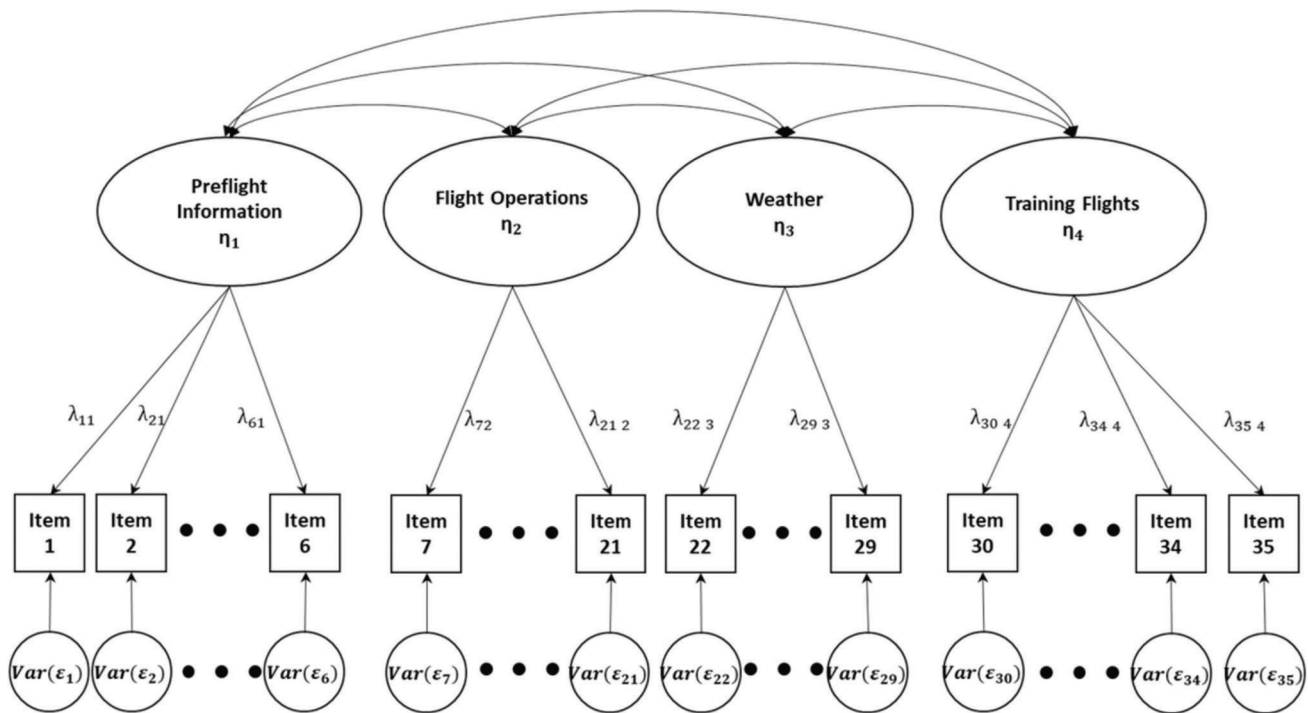 Preflight
Information
η₁
Flight Operations
η₂
Weather
η₃
Training Flights
η₄
λ₁₁
λ₂₁
λ₆₁
λ₇₂
λ₂₁ ₂
λ₂₂ ₃
λ₂₉ ₃
λ₃₀ ₄
λ₃₄ ₄
λ₃₅ ₄
Item
1
Item
2
Item
6
Item
7
Item
21
Item
22
Item
29
Item
30
Item
34
Item
35
Var(ε₁)
Var(ε₂)
Var(ε₆)
Var(ε₇)
Var(ε₂₁)
Var(ε₂₂)
Var(ε₂₉)
Var(ε₃₀)
Var(ε₃₄)
Var(ε₃₅)